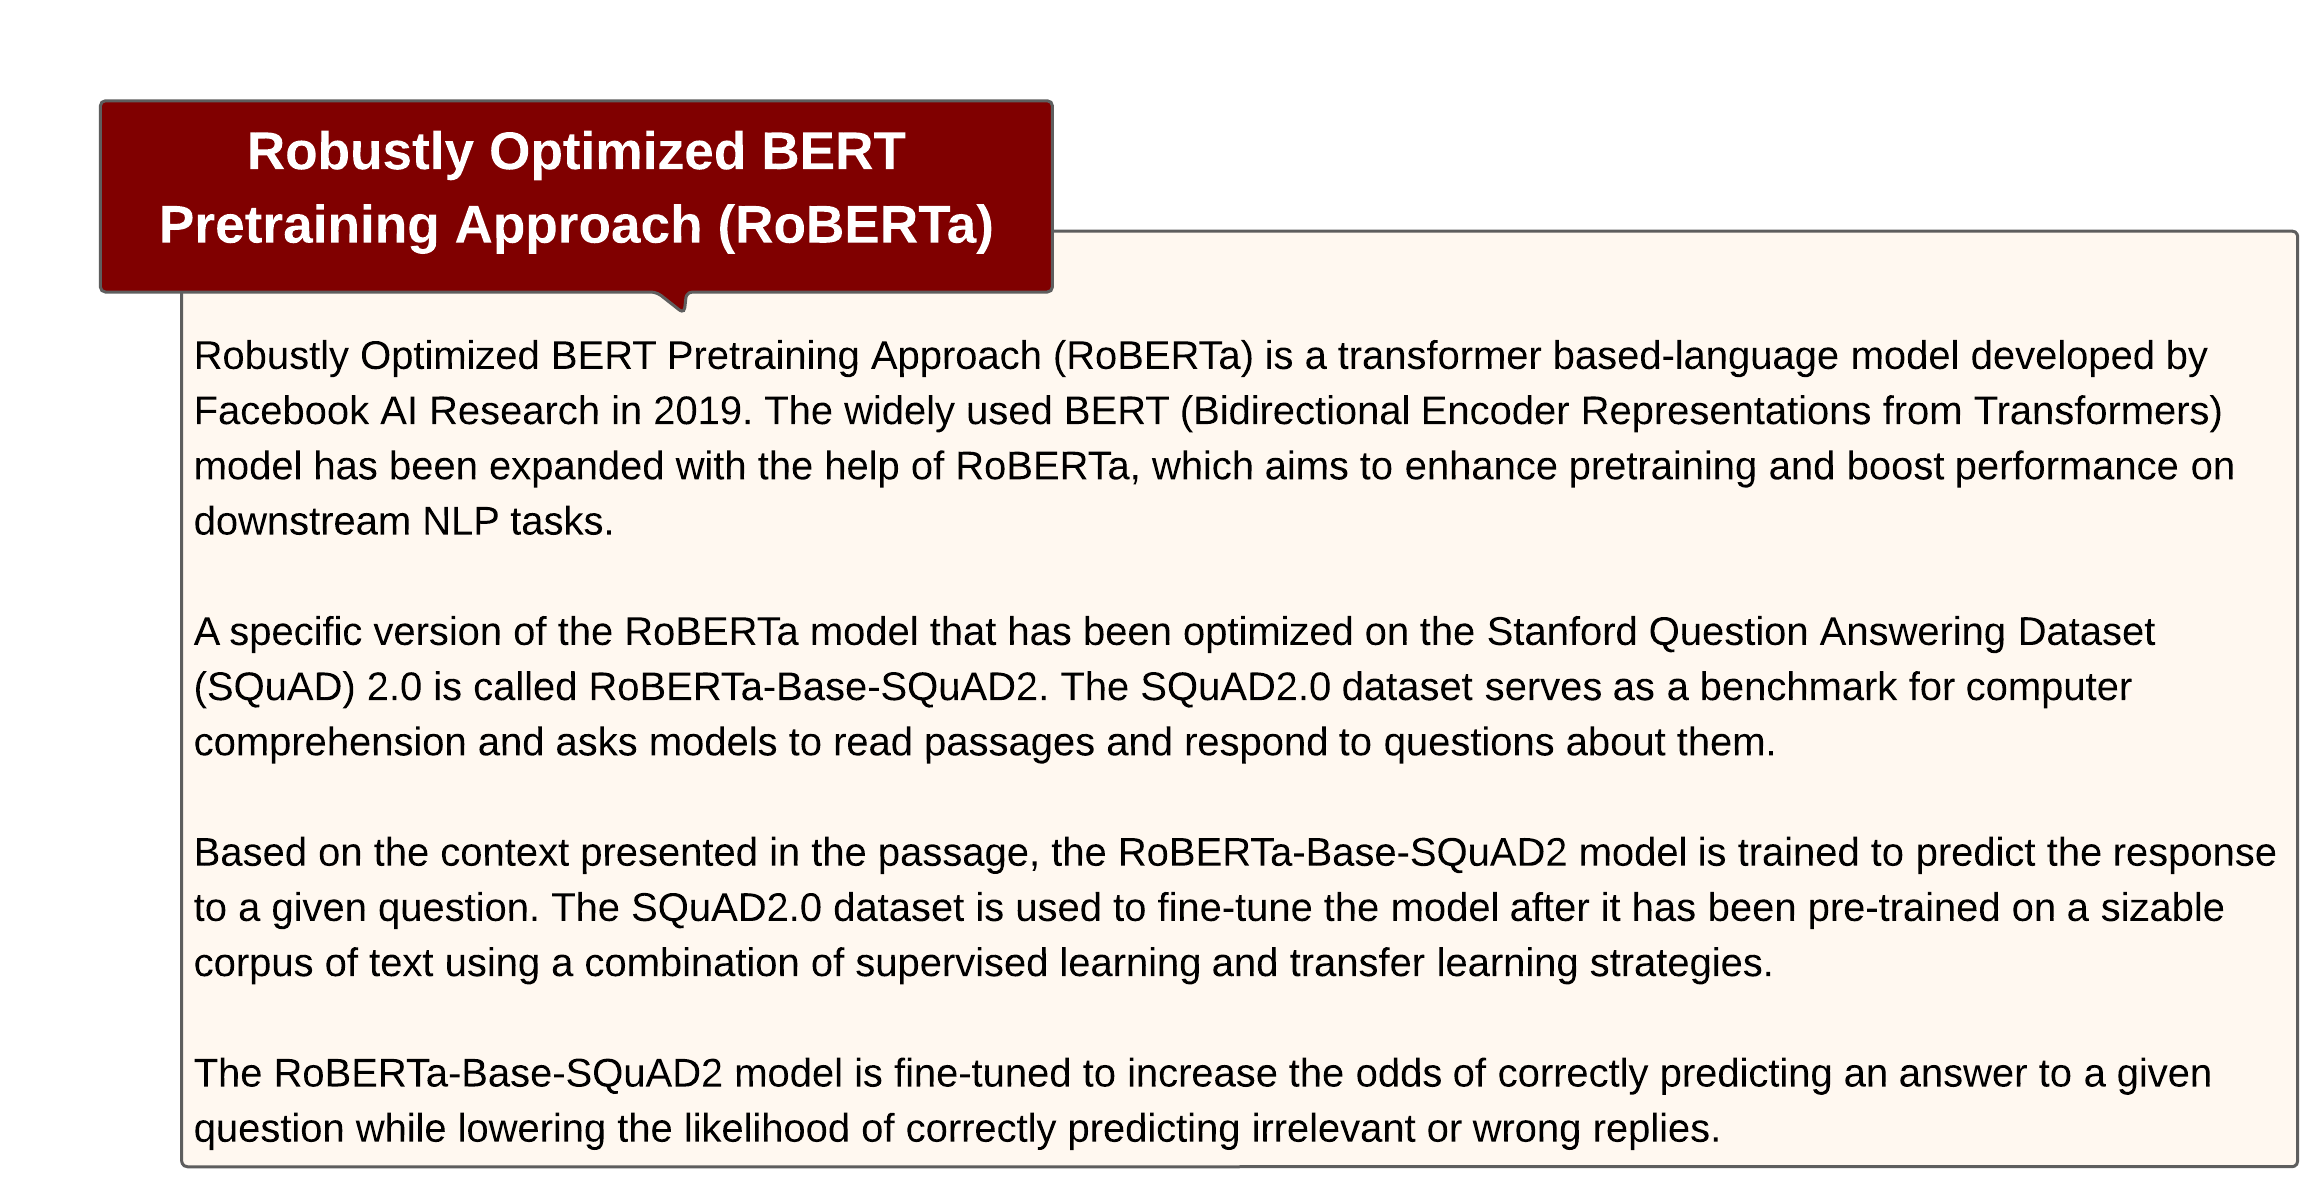 Robustly Optimized BERT
Pretraining Approach (RoBERTa)
Robustly Optimized BERT Pretraining Approach (RoBERTa) is a transformer based-language model developed by
Facebook AI Research in 2019. The widely used BERT (Bidirectional Encoder Representations from Transformers)
model has been expanded with the help of RoBERTa, which aims to enhance pretraining and boost performance on
downstream NLP tasks.
A specific version of the RoBERTa model that has been optimized on the Stanford Question Answering Dataset
(SQuAD) 2.0 is called RoBERTa-Base-SQuAD2. The SQuAD2.0 dataset serves as a benchmark for computer
comprehension and asks models to read passages and respond to questions about them.
Based on the context presented in the passage, the RoBERTa-Base-SQuAD2 model is trained to predict the response
to a given question. The SQuAD2.0 dataset is used to fine-tune the model after it has been pre-trained on a sizable
corpus of text using a combination of supervised learning and transfer learning strategies.
The RoBERTa-Base-SQuAD2 model is fine-tuned to increase the odds of correctly predicting an answer to a given
question while lowering the likelihood of correctly predicting irrelevant or wrong replies.